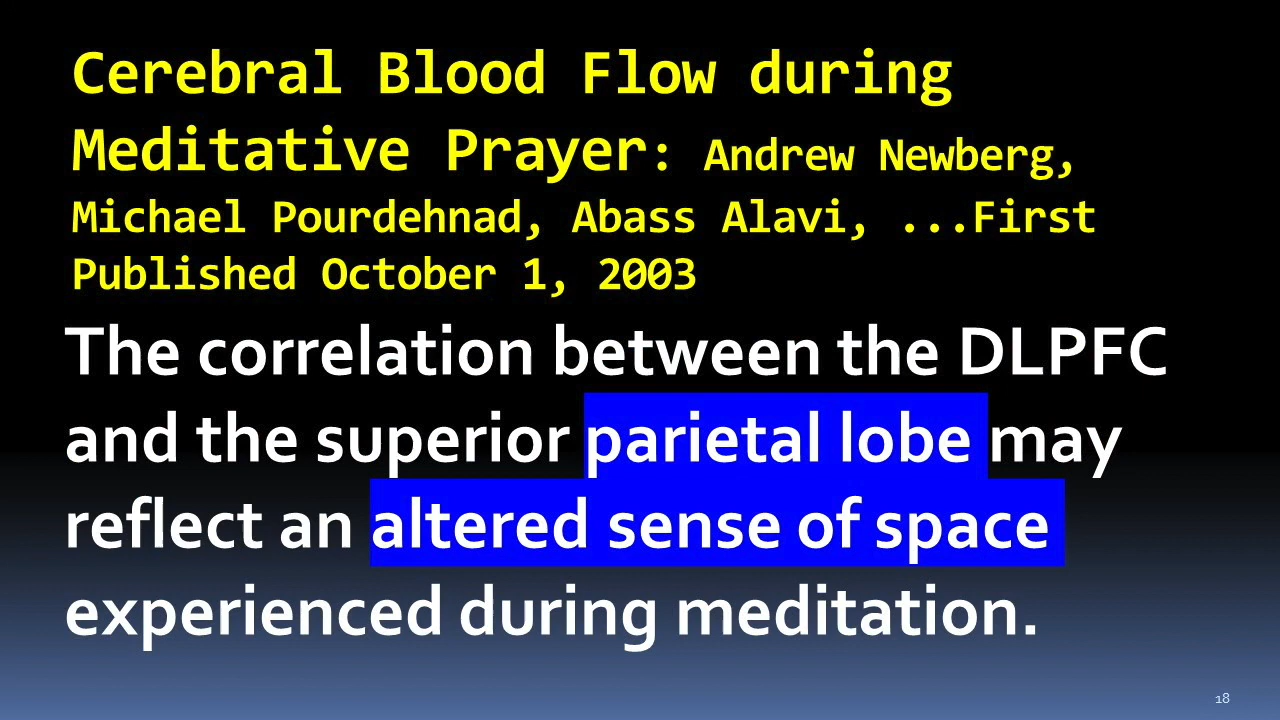 Cerebral Blood Flow during
Meditative Prayer: Andrew Newberg,
Michael Pourdehnad, Abass Alavi, ...First
Published October 1, 2003
The correlation between the DLPFC
and the superior parietal lobe may
reflect an altered sense of space
experienced during meditation.
18